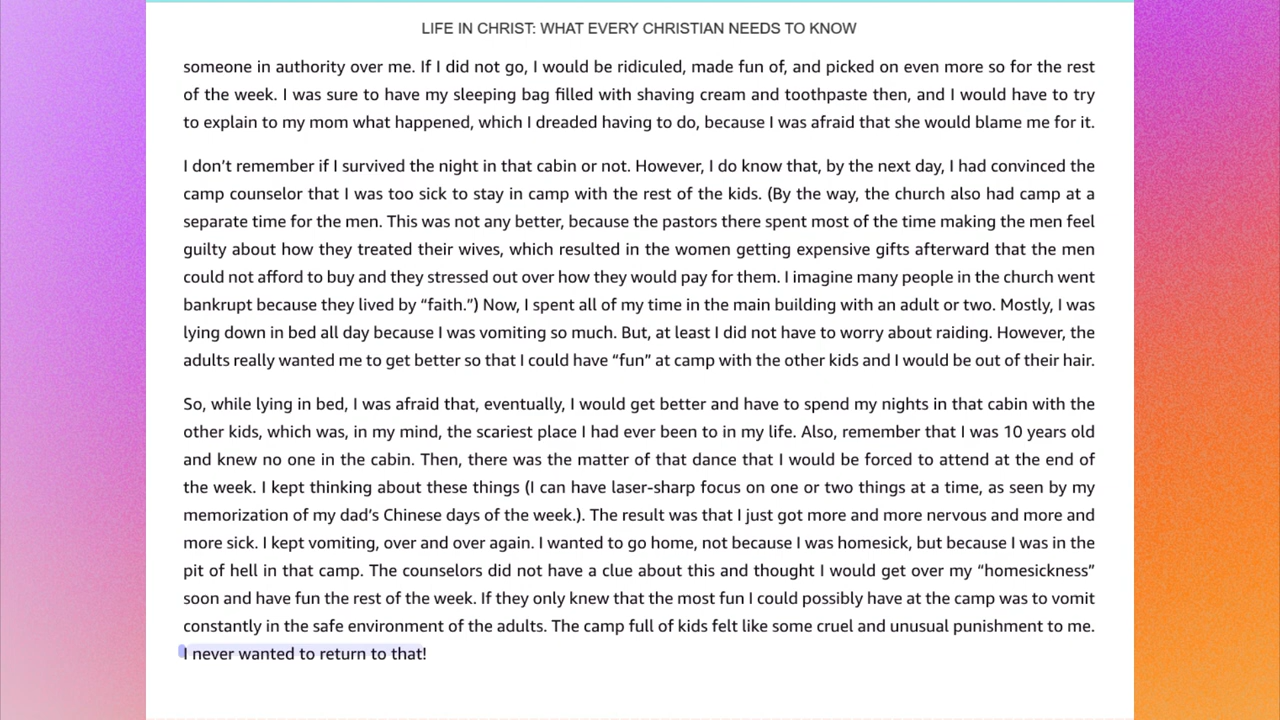 LIFE IN CHRIST: WHAT EVERY CHRISTIAN NEEDS TO KNOW
someone in authority over me. If I did not go, I would be ridiculed, made fun of, and picked on even more so for the rest
of the week. I was sure to have my sleeping bag filled with shaving cream and toothpaste then, and I would have to try
to explain to my mom what happened, which I dreaded having to do, because I was afraid that she would blame me for it.
I don’t remember if I survived the night in that cabin or not. However, I do know that, by the next day, I had convinced the
camp counselor that I was too sick to stay in camp with the rest of the kids. (By the way, the church also had camp at a
separate time for the men. This was not any better, because the pastors there spent most of the time making the men feel
guilty about how they treated their wives, which resulted in the women getting expensive gifts afterward that the men
could not afford to buy and they stressed out over how they would pay for them. I imagine many people in the church went
bankrupt because they lived by “faith.”) Now, I spent all of my time in the main building with an adult or two. Mostly, I was
lying down in bed all day because I was vomiting so much. But, at least I did not have to worry about raiding. However, the
adults really wanted me to get better so that I could have “fun” at camp with the other kids and I would be out of their hair.
So, while lying in bed, I was afraid that, eventually, I would get better and have to spend my nights in that cabin with the
other kids, which was, in my mind, the scariest place I had ever been to in my life. Also, remember that I was 10 years old
and knew no one in the cabin. Then, there was the matter of that dance that I would be forced to attend at the end of
the week. I kept thinking about these things (I can have laser-sharp focus on one or two things at a time, as seen by my
memorization of my dad’s Chinese days of the week.). The result was that I just got more and more nervous and more and
more sick. I kept vomiting, over and over again. I wanted to go home, not because I was homesick, but because I was in the
pit of hell in that camp. The counselors did not have a clue about this and thought I would get over my “homesickness”
soon and have fun the rest of the week. If they only knew that the most fun I could possibly have at the camp was to vomit
constantly in the safe environment of the adults. The camp full of kids felt like some cruel and unusual punishment to me.
I never wanted to return to that!